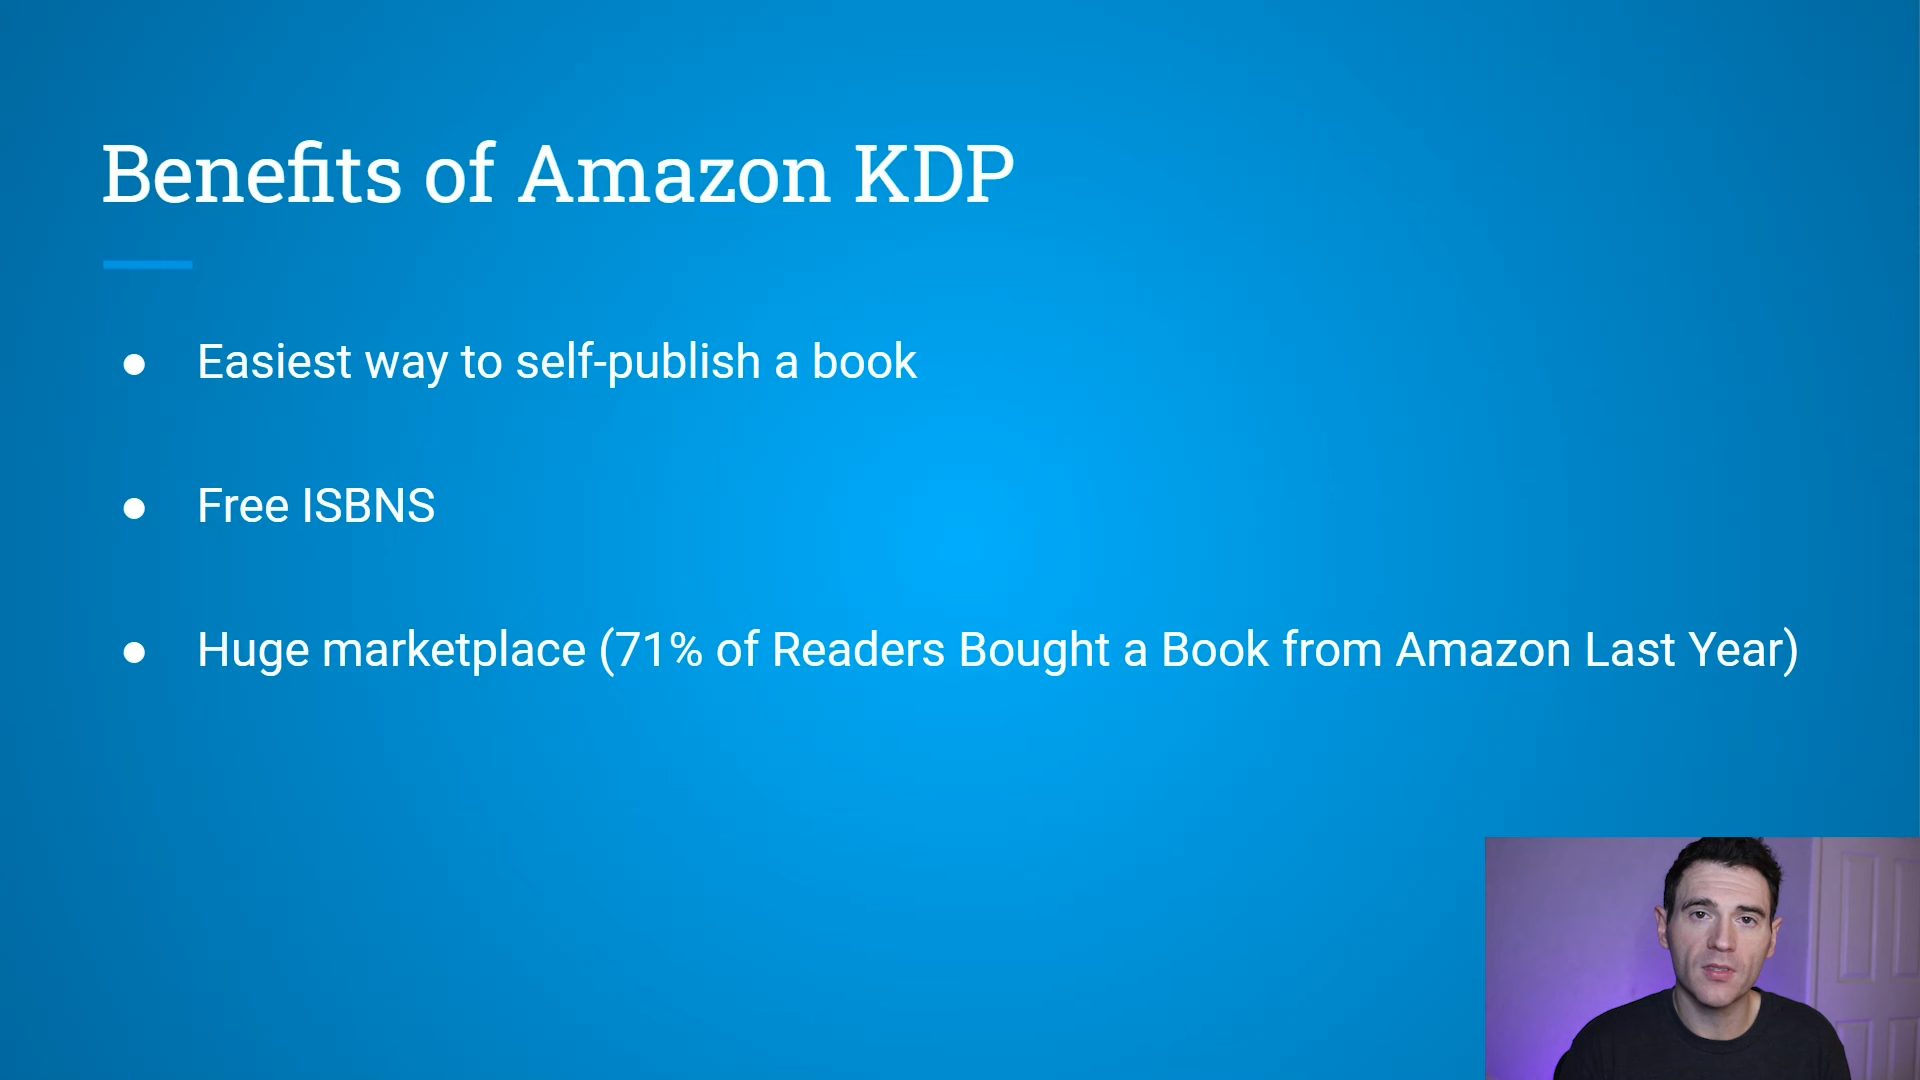 Benefits of Amazon KDP
● Easiest way to self-publish a book
● Free ISBNS
● Huge marketplace (71% of Readers Bought a Book from Amazon Last Year)